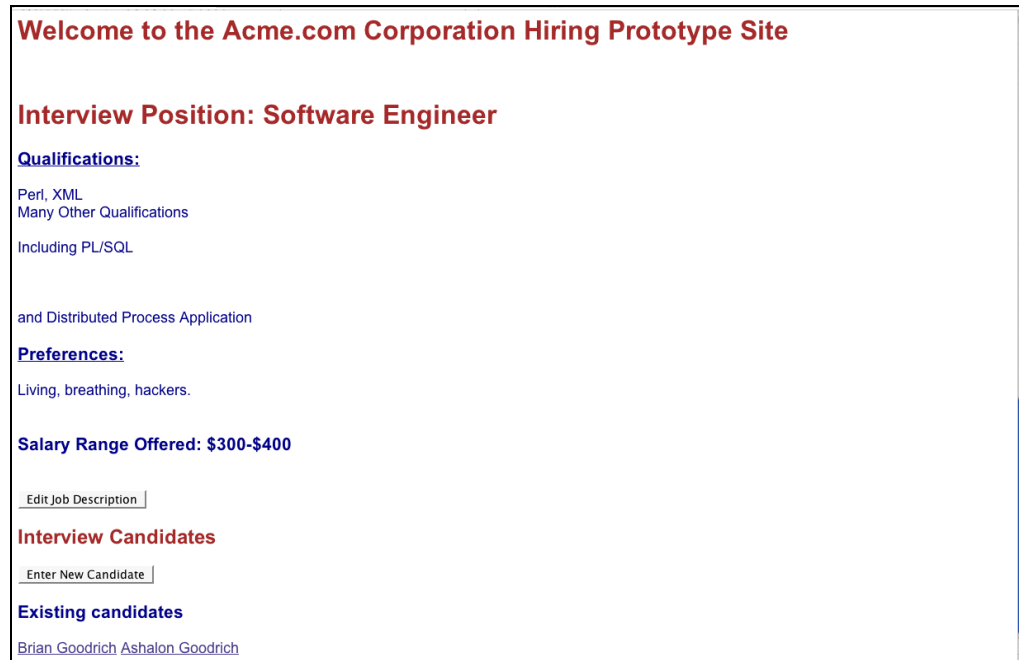 Welcome to the Acme.com Corporation Hiring Prototype Site
Interview Position: Software Engineer
Qualifications:
Perl, XML
Many Other Qualifications
Including PL/SQL
and Distributed Process Application
Preferences:
Living, breathing, hackers.
Salary Range Offered: $300-$400
Edit Job Description
Interview Candidates
Enter New Candidate
Existing candidates
Brian Goodrich Ashalon Goodrich